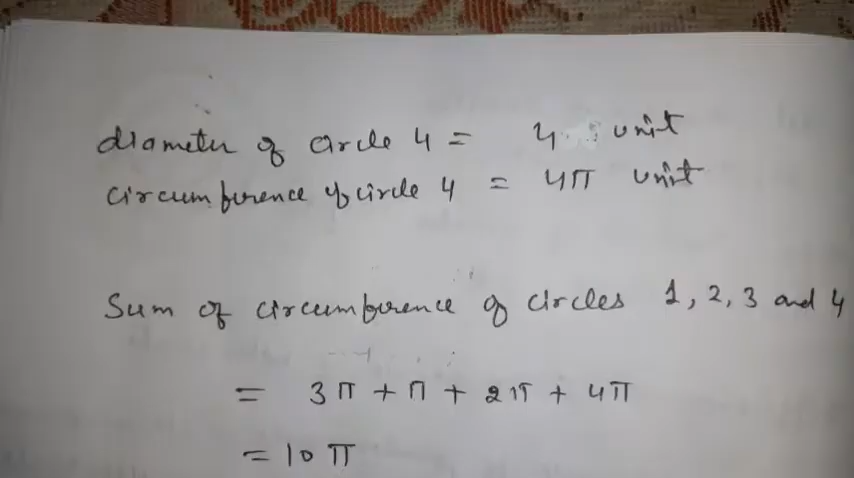 diameter of circle 4 = 4 unit
circumference of circle 4 = 4π unit
Sum of circumference of circles 1, 2, 3 and 4
= 3π + π + 2π + 4π
= 10 π